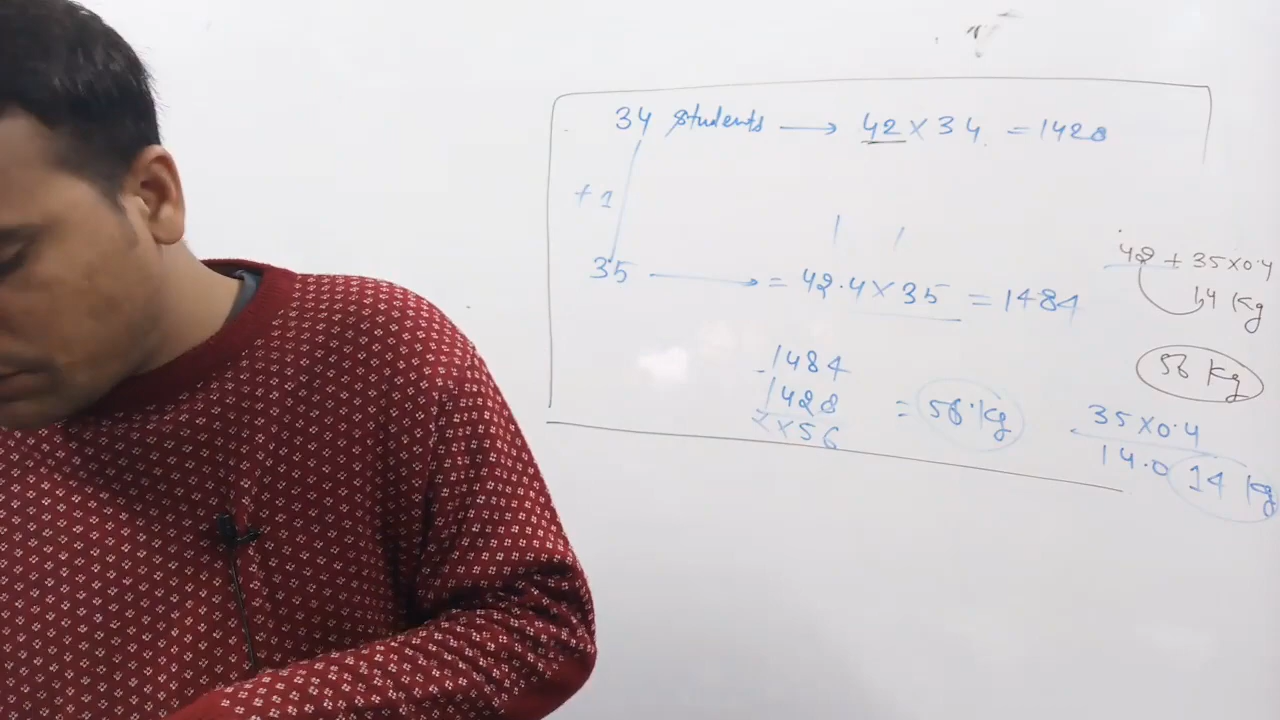 34 students → 42 × 34 = 1428
+ 1
35 → = 42.4 × 35 = 1484
1484
- 1428
× × 56
= 56 kg
42 + 35 × 0.4
14 kg
56 kg
35 × 0.4
14.0
14 kg